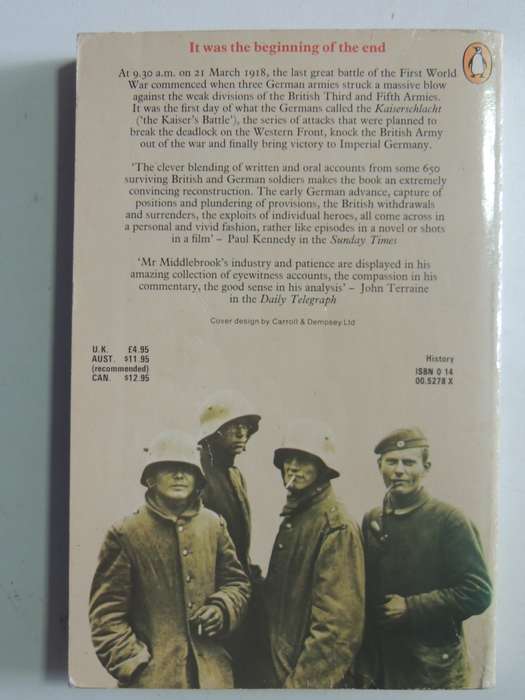 It was the beginning of the end
At 9.30 a.m. on 21 March 1918, the last great battle of the First World
War commenced when three German armies struck a massive blow
against the weak divisions of the British Third and Fifth Armies.
It was the first day of what the Germans called the Kaiserschlacht
('the Kaiser's Battle'), the series of attacks that were planned to
break the deadlock on the Western Front, knock the British Army
out of the war and finally bring victory to Imperial Germany.
'The clever blending of written and oral accounts from some 650
surviving British and German soldiers makes the book an extremely
convincing reconstruction. The early German advance, capture of
positions and plundering of provisions, the British withdrawals
and surrenders, the exploits of individual heroes, all come across in
a personal and vivid fashion, rather like episodes in a novel or shots
in a film' – Paul Kennedy in the Sunday Times
'Mr Middlebrook's industry and patience are displayed in his
amazing collection of eyewitness accounts, the compassion in his
commentary, the good sense in his analysis' – John Terraine
in the Daily Telegraph
Cover design by Carroll & Dempsey Ltd
U.K. £4.95
AUST. $11.95
(recommended)
CAN. $12.95
History
ISBN 0 14
00.5278 X